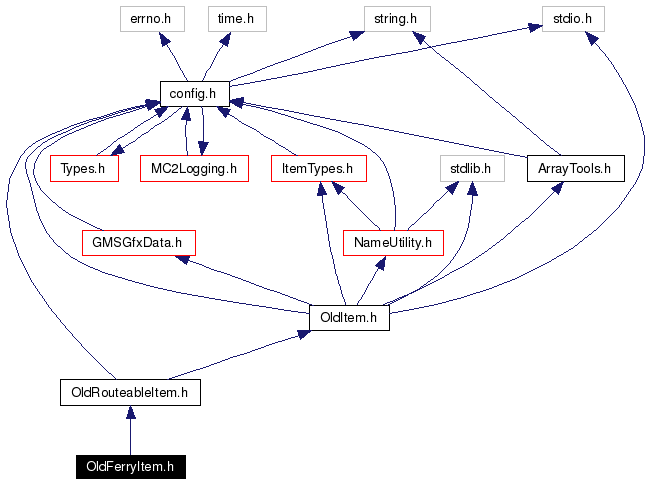 errno.h
time.h
string.h
stdio.h
config.h
Types.h
MC2Logging.h
ItemTypes.h
stdlib.h
ArrayTools.h
GMSGfxData.h
NameUtility.h
OldItem.h
OldRouteableItem.h
OldFerryItem.h